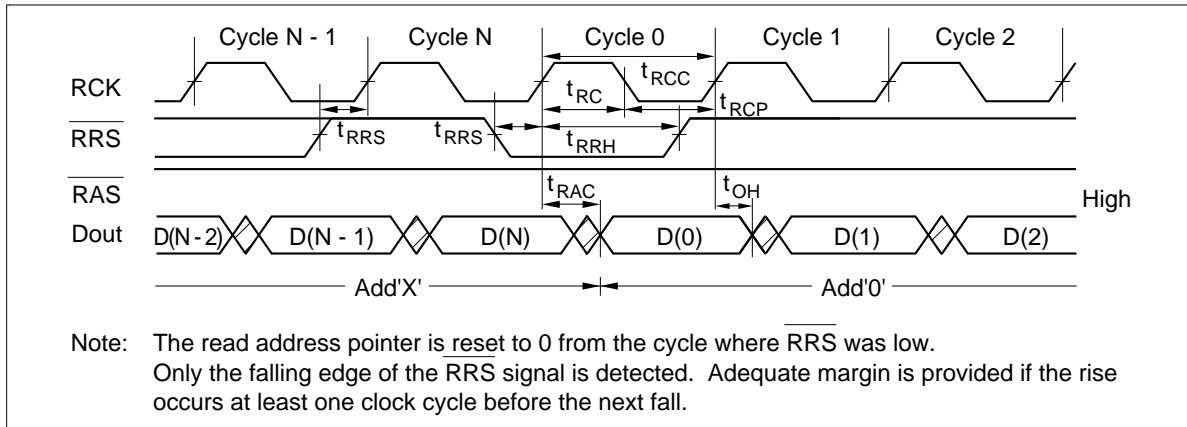 Cycle N - 1 Cycle N Cycle 0 Cycle 1 Cycle 2
RCK tRC tRCC tRCP
RRS tRRS tRRS tRRH
RAS tRAC tOH High
Dout D(N - 2) D(N - 1) D(N) D(0) D(1) D(2)
Add'X' Add'0'
Note: The read address pointer is reset to 0 from the cycle where RRS was low.
Only the falling edge of the RRS signal is detected. Adequate margin is provided if the rise
occurs at least one clock cycle before the next fall.